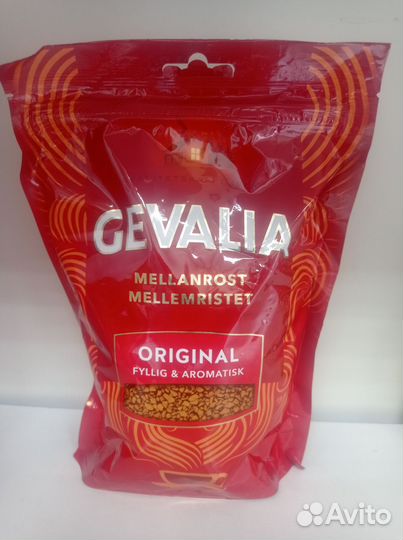 GEVALIA
MELLANROST
MELLEMRISTET
ORIGINAL
FYLLIG & AROMATISK
Avito